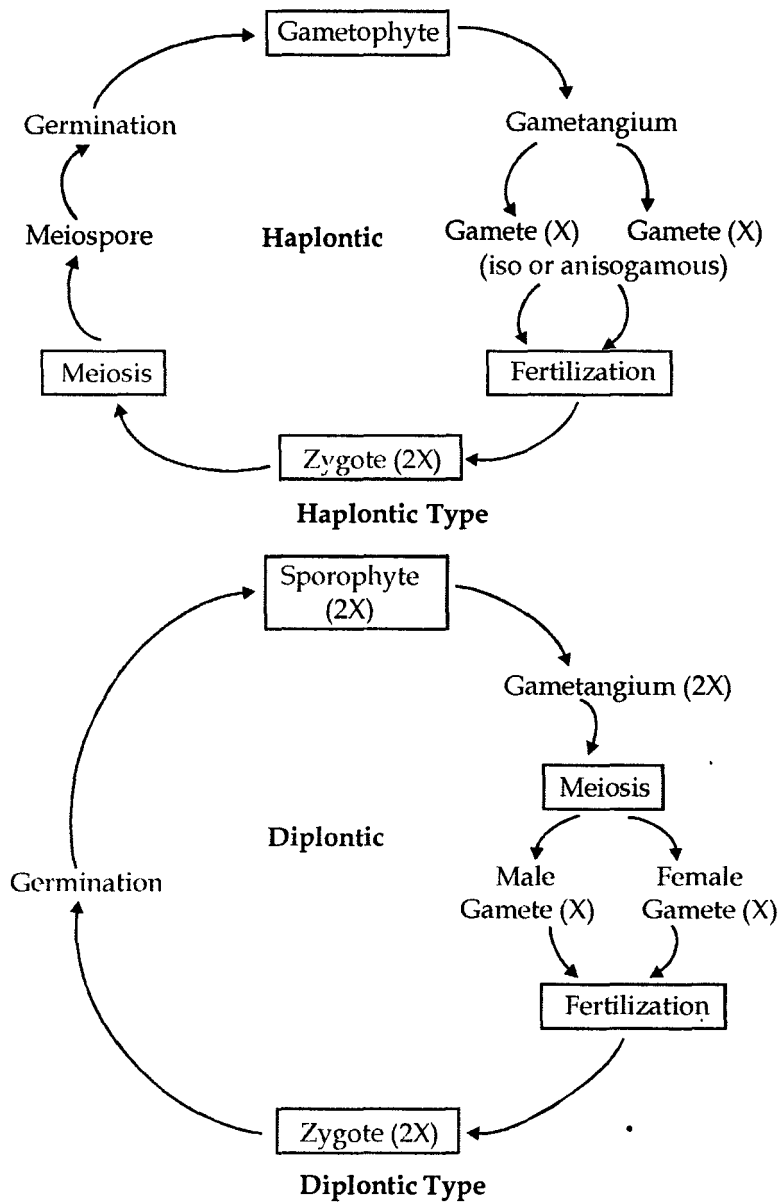 Gametophyte
Germination
Gametangium
Meiospore
Haplontic
Gamete (X) Gamete (X)
(iso or anisogamous)
Meiosis
Fertilization
Zygote (2X)
Haplontic Type
Sporophyte
(2X)
Gametangium (2X)
Meiosis
Diplontic
Germination
Male
Gamete (X)
Female
Gamete (X)
Fertilization
Zygote (2X)
Diplontic Type